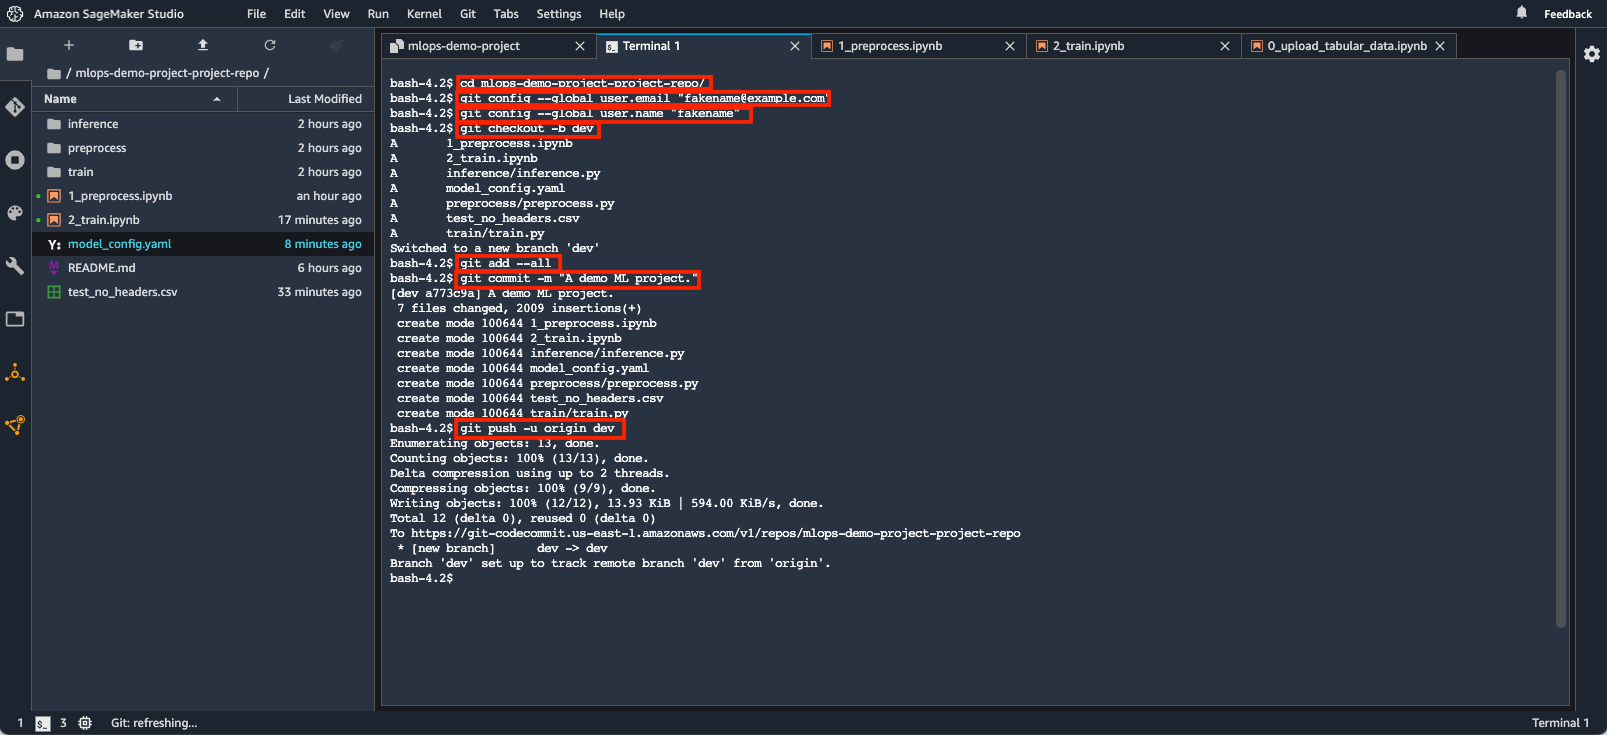 Amazon SageMaker Studio File Edit View Run Kernel Git Tabs Settings Help Feedback
/ mlops-demo-project-project-repo /
Name Last Modified
inference 2 hours ago
preprocess 2 hours ago
train 2 hours ago
1_preprocess.ipynb an hour ago
2_train.ipynb 17 minutes ago
Y: model_config.yaml 8 minutes ago
README.md 6 hours ago
test_no_headers.csv 33 minutes ago
mlops-demo-project Terminal 1 1_preprocess.ipynb 2_train.ipynb 0_upload_tabular_data.ipynb
bash-4.2$ cd mlops-demo-project-project-repo/
bash-4.2$ git config --global user.email "fakename@example.com"
bash-4.2$ git config --global user.name "fakename"
bash-4.2$ git checkout -b dev
A 1_preprocess.ipynb
A 2_train.ipynb
A inference/inference.py
A model_config.yaml
A preprocess/preprocess.py
A test_no_headers.csv
A train/train.py
Switched to a new branch 'dev'
bash-4.2$ git add --all
bash-4.2$ git commit -m "A demo ML project."
[dev a773c9a] A demo ML project.
7 files changed, 2009 insertions(+)
create mode 100644 1_preprocess.ipynb
create mode 100644 2_train.ipynb
create mode 100644 inference/inference.py
create mode 100644 model_config.yaml
create mode 100644 preprocess/preprocess.py
create mode 100644 test_no_headers.csv
create mode 100644 train/train.py
bash-4.2$ git push -u origin dev
Enumerating objects: 13, done.
Counting objects: 100% (13/13), done.
Delta compression using up to 2 threads.
Compressing objects: 100% (9/9), done.
Writing objects: 100% (12/12), 13.93 KiB | 594.00 KiB/s, done.
Total 12 (delta 0), reused 0 (delta 0)
To https://git-codecommit.us-east-1.amazonaws.com/v1/repos/mlops-demo-project-project-repo
* [new branch] dev -> dev
Branch 'dev' set up to track remote branch 'dev' from 'origin'.
bash-4.2$
1 3 Git: refreshing... Terminal 1